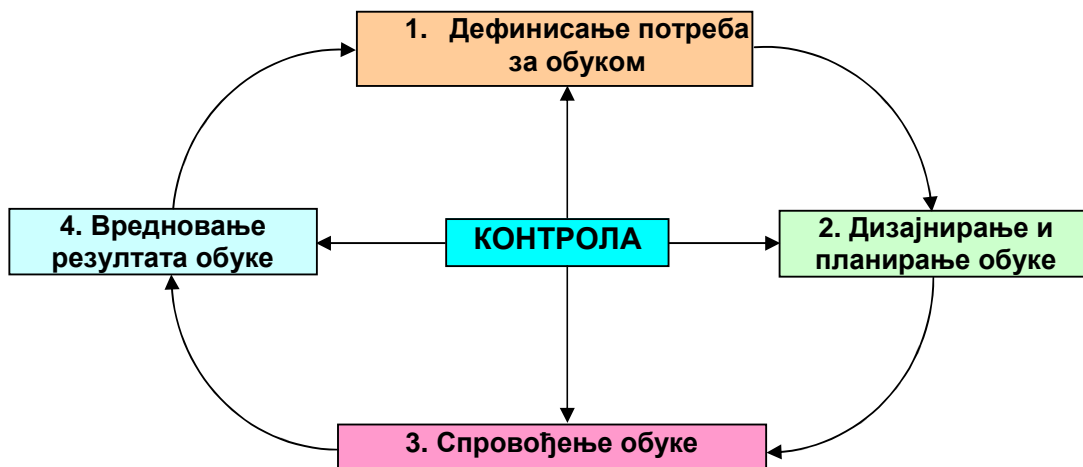 1. Дефинисање потреба
за обуком
4. Вредновање
резултата обуке
КОНТРОЛА
2. Дизајнирање и
планирање обуке
3. Спровођење обуке